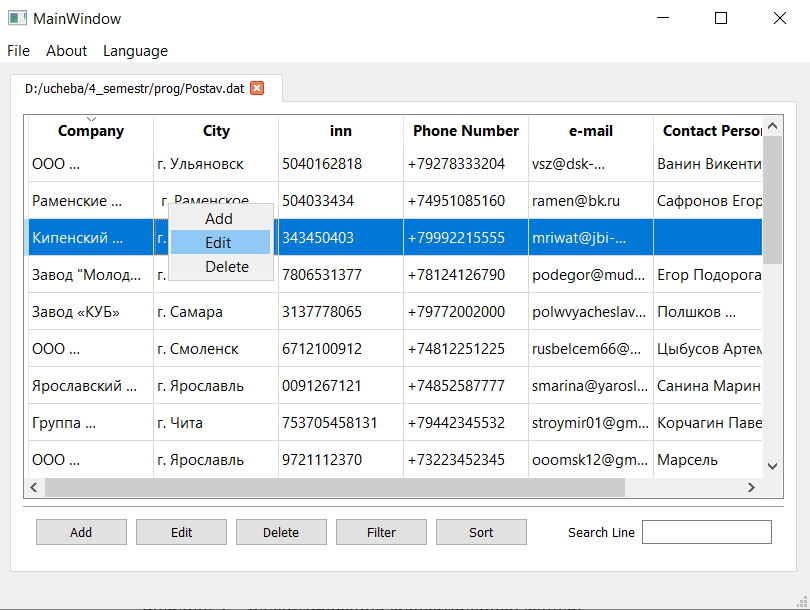 MainWindow
File About Language
D:/ucheba/4_semestr/prog/Postav.dat
Company City inn Phone Number e-mail Contact Person
ООО ... г. Ульяновск 5040162818 +79278333204 vsz@dsk-... Ванин Викенти
Раменские ... г. Раменское 504033434 +74951085160 ramen@bk.ru Сафронов Егор
Кипенский ... г. 343450403 +79992215555 mriwat@jbi-...
Add
Edit
Delete
Завод "Молод... г. 7806531377 +78124126790 podegor@mud... Егор Подорога
Завод «КУБ» г. Самара 3137778065 +79772002000 polwvyacheslav... Полшков ...
ООО ... г. Смоленск 6712100912 +74812251225 rusbelcem66@... Цыбусов Артем
Ярославский ... г. Ярославль 0091267121 +74852587777 smarina@yarosl... Санина Марин
Группа ... г. Чита 753705458131 +79442345532 stroymir01@gm... Корчагин Паве
ООО ... г. Ярославль 9721112370 +73223452345 ooomsk12@gm... Марсель
Add Edit Delete Filter Sort Search Line